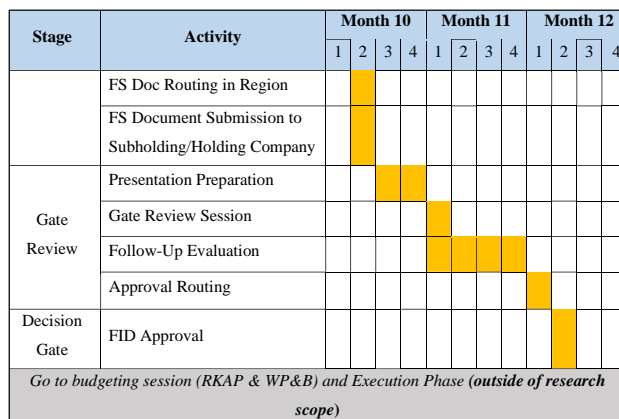 Stage Activity Month 10 Month 11 Month 12
1 2 3 4 1 2 3 4 1 2 3 4
FS Doc Routing in Region
FS Document Submission to
Subholding/Holding Company
Gate
Review
Presentation Preparation
Gate Review Session
Follow-Up Evaluation
Approval Routing
Decision
Gate
FID Approval
Go to budgeting session (RKAP & WP&B) and Execution Phase (outside of research
scope)